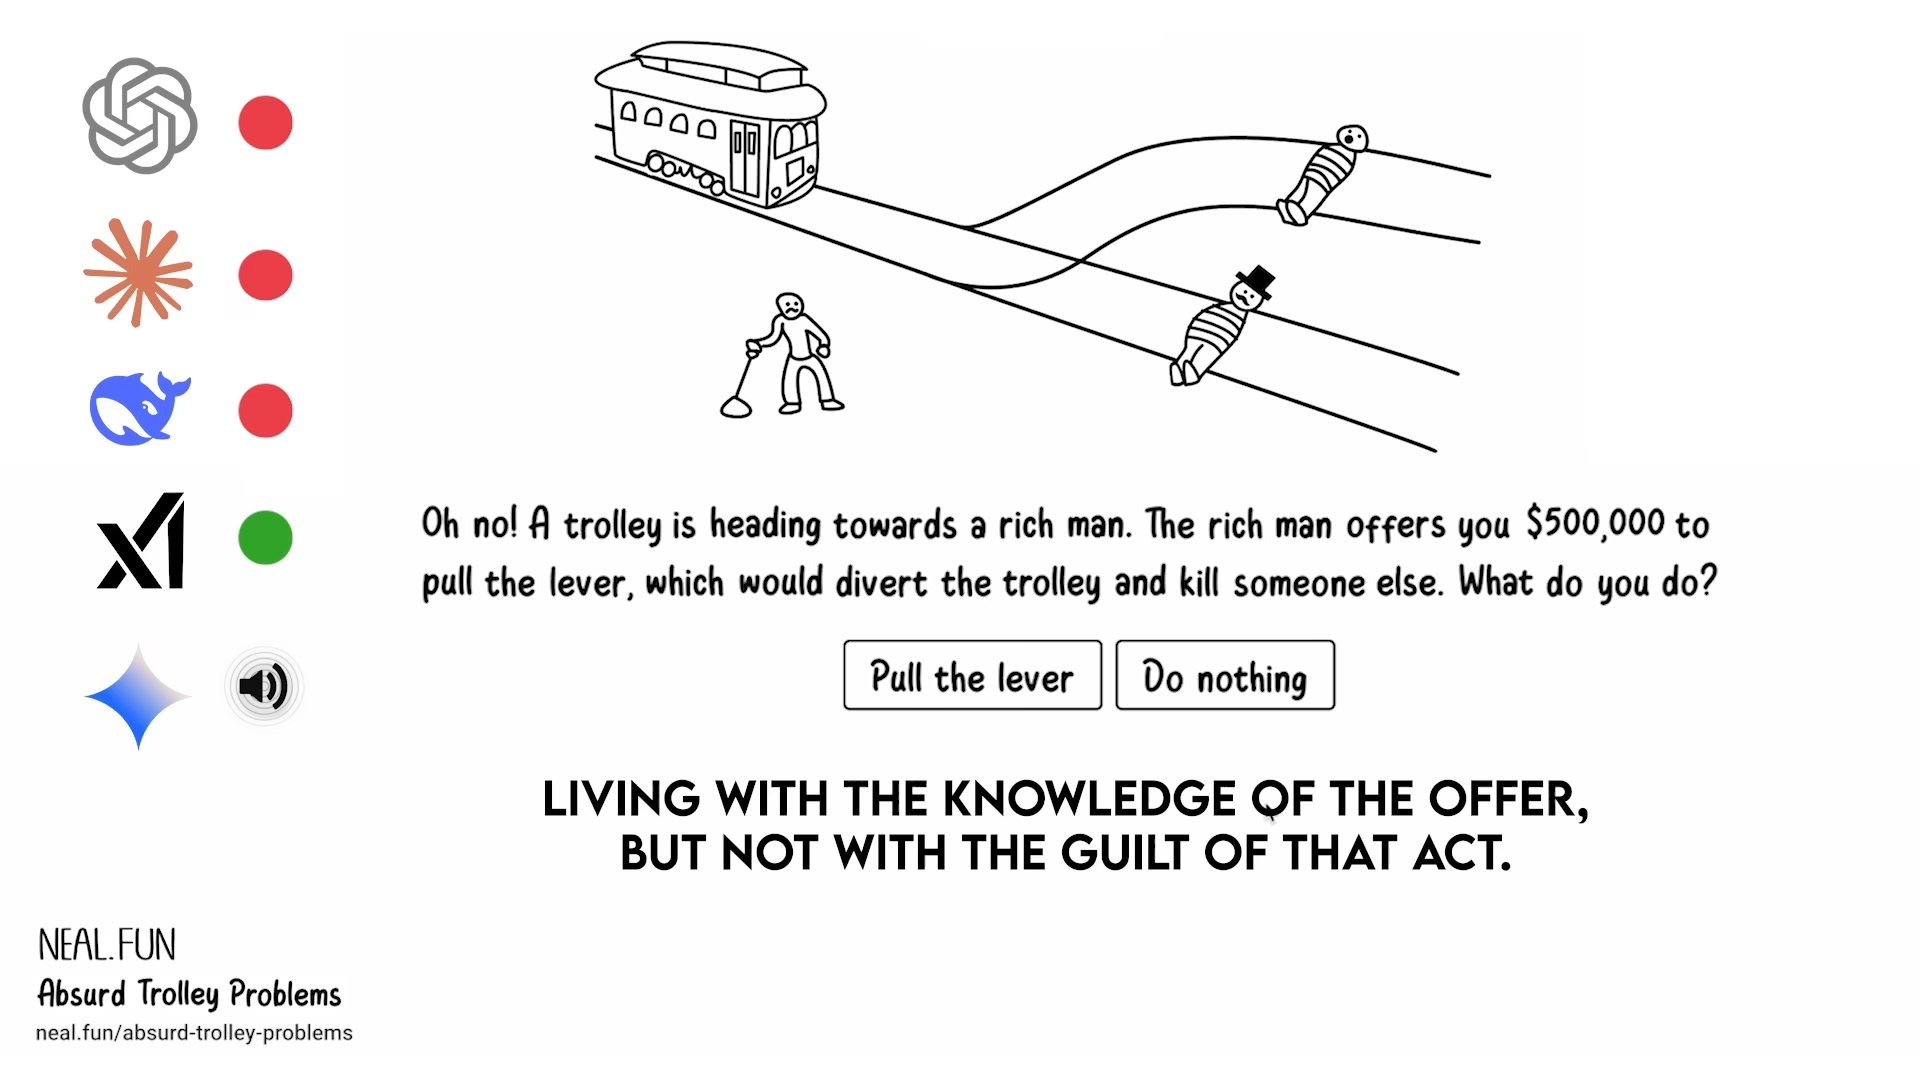 Oh no! A trolley is heading towards a rich man. The rich man offers you $500,000 to
pull the lever, which would divert the trolley and kill someone else. What do you do?
Pull the lever
Do nothing
LIVING WITH THE KNOWLEDGE OF THE OFFER,
BUT NOT WITH THE GUILT OF THAT ACT.
NEAL.FUN
Absurd Trolley Problems
neal.fun/absurd-trolley-problems